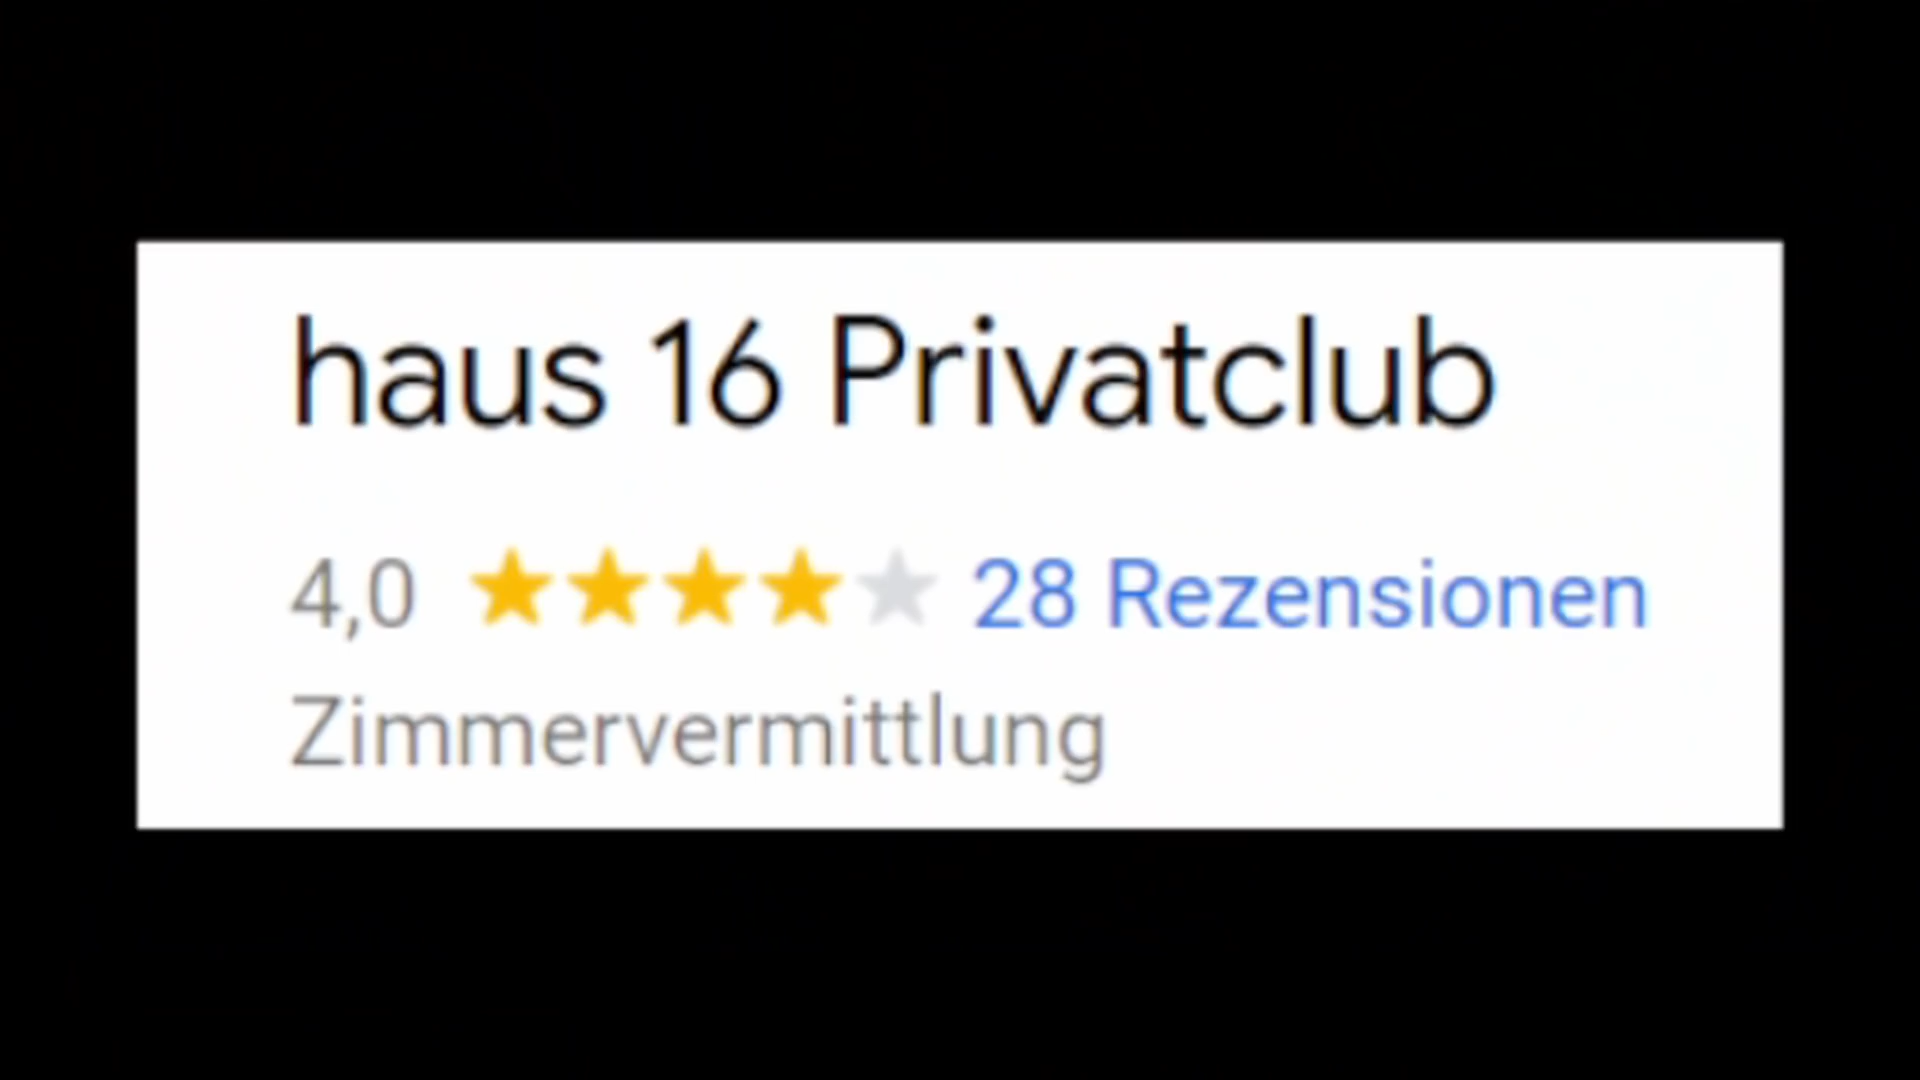 haus 16 Privatclub
4,0 28 Rezensionen
Zimmervermittlung